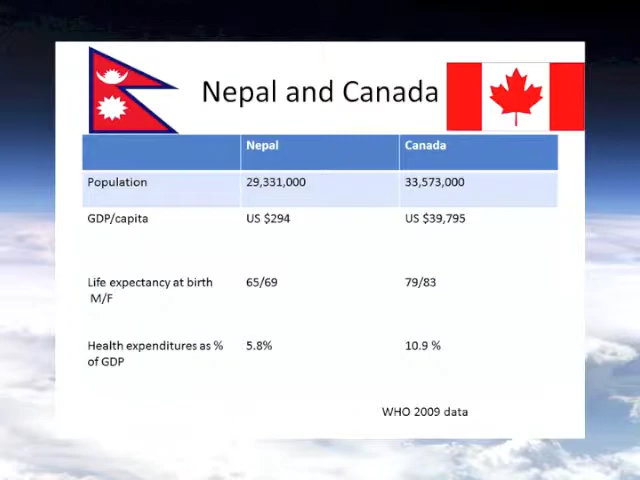 Nepal and Canada
Nepal Canada
Population 29,331,000 33,573,000
GDP/capita US $294 US $39,795
Life expectancy at birth 65/69 79/83
M/F
Health expenditures as % 5.8% 10.9 %
of GDP
WHO 2009 data